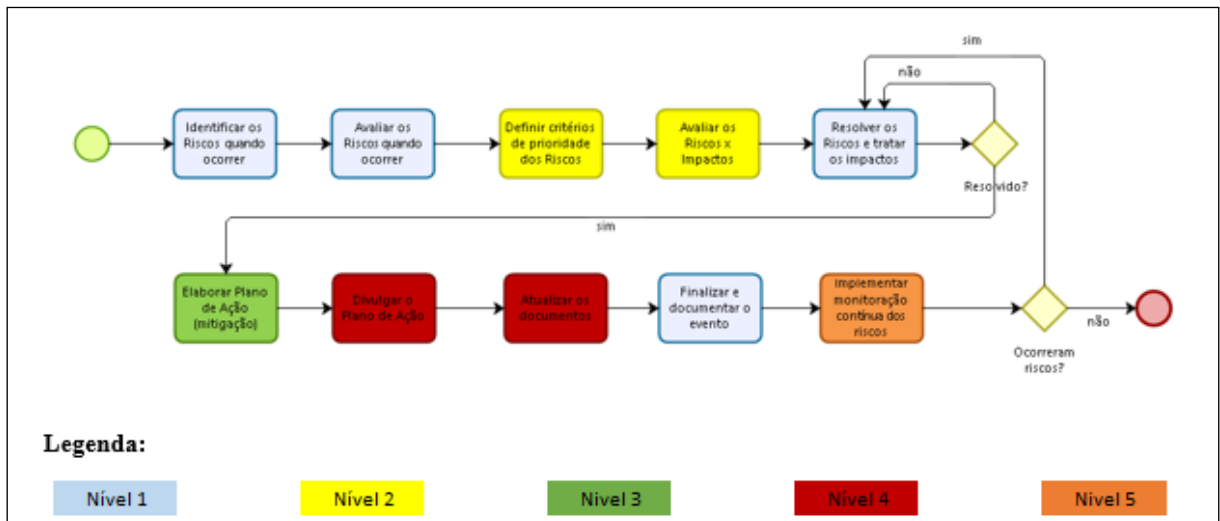 sim
não
Identificar os
Riscos quando
ocorrer
Avaliar os
Riscos quando
ocorrer
Definir critérios
de prioridade
dos Riscos
Avaliar os
Riscos x
Impactos
Resolver os
Riscos e tratar
os impactos
Resolvido?
sim
Elaborar Plano
de Ação
(mitigação)
Divulgar o
Plano de Ação
Atualizar os
documentos
Finalizar e
documentar o
evento
Implementar
monitoração
contínua dos
riscos
não
Ocorreram
riscos?
Legenda:
Nível 1
Nível 2
Nível 3
Nível 4
Nível 5